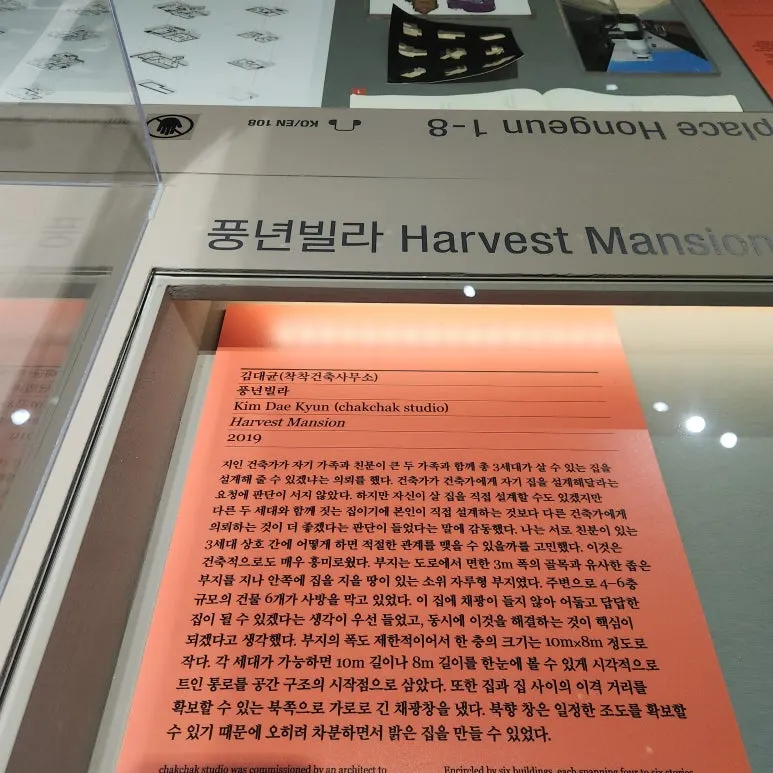 place Hongeun 1-8
KO/EN 108
풍년빌라 Harvest Mansion
김대균(착착건축사무소)
풍년빌라
Kim Dae Kyun (chakchak studio)
Harvest Mansion
2019
지인 건축가가 자기 가족과 친분이 큰 두 가족과 함께 총 3세대가 살 수 있는 집을
설계해 줄 수 있겠냐는 의뢰를 했다. 건축가가 건축가에게 자기 집을 설계해달라는
요청에 판단이 서지 않았다. 하지만 자신이 살 집을 직접 설계할 수도 있겠지만
다른 두 세대와 함께 짓는 집이기에 본인이 직접 설계하는 것보다 다른 건축가에게
의뢰하는 것이 더 좋겠다는 판단이 들었다는 말에 감동했다. 나는 서로 친분이 있는
3세대 상호 간에 어떻게 하면 적절한 관계를 맺을 수 있을까를 고민했다. 이것은
건축적으로도 매우 흥미로웠다. 부지는 도로에서 면한 3m 폭의 골목과 유사한 좁은
부지를 지나 안쪽에 집을 지을 땅이 있는 소위 자루형 부지였다. 주변으로 4–6층
규모의 건물 6개가 사방을 막고 있었다. 이 집에 채광이 들지 않아 어둡고 답답한
집이 될 수 있겠다는 생각이 우선 들었고, 동시에 이것을 해결하는 것이 핵심이
되겠다고 생각했다. 부지의 폭도 제한적이어서 한 층의 크기는 10m×8m 정도로
작다. 각 세대가 가능하면 10m 길이나 8m 길이를 한눈에 볼 수 있게 시각적으로
트인 통로를 공간 구조의 시작점으로 삼았다. 또한 집과 집 사이의 이격 거리를
확보할 수 있는 북쪽으로 가로로 긴 채광창을 냈다. 북향 창은 일정한 조도를 확보할
수 있기 때문에 오히려 차분하면서 밝은 집을 만들 수 있었다.
chakchak studio was commissioned by an architect to
Encircled by six buildings, each spanning four to six stories